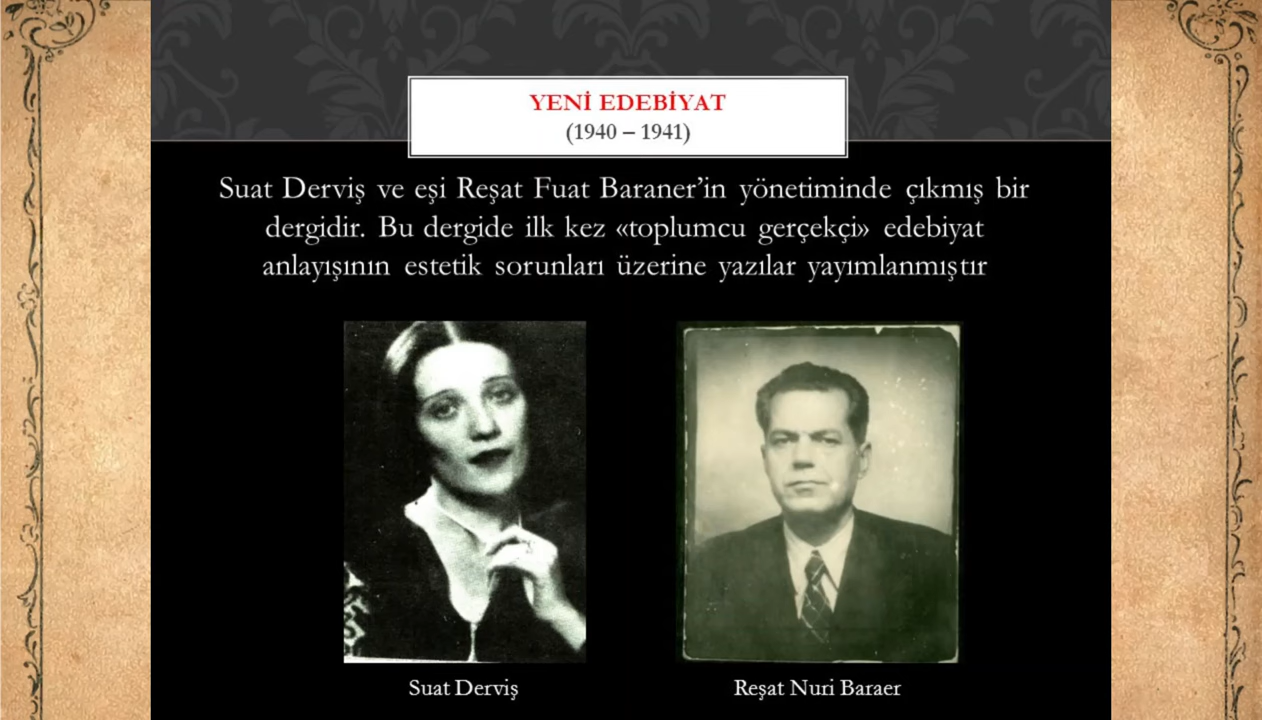 YENİ EDEBİYAT
(1940 – 1941)
Suat Derviş ve eşi Reşat Fuat Baraner’in yönetiminde çıkmış bir
dergidir. Bu dergide ilk kez «toplumcu gerçekçi» edebiyat
anlayışının estetik sorunları üzerine yazılar yayımlanmıştır
Suat Derviş
Reşat Nuri Baraer